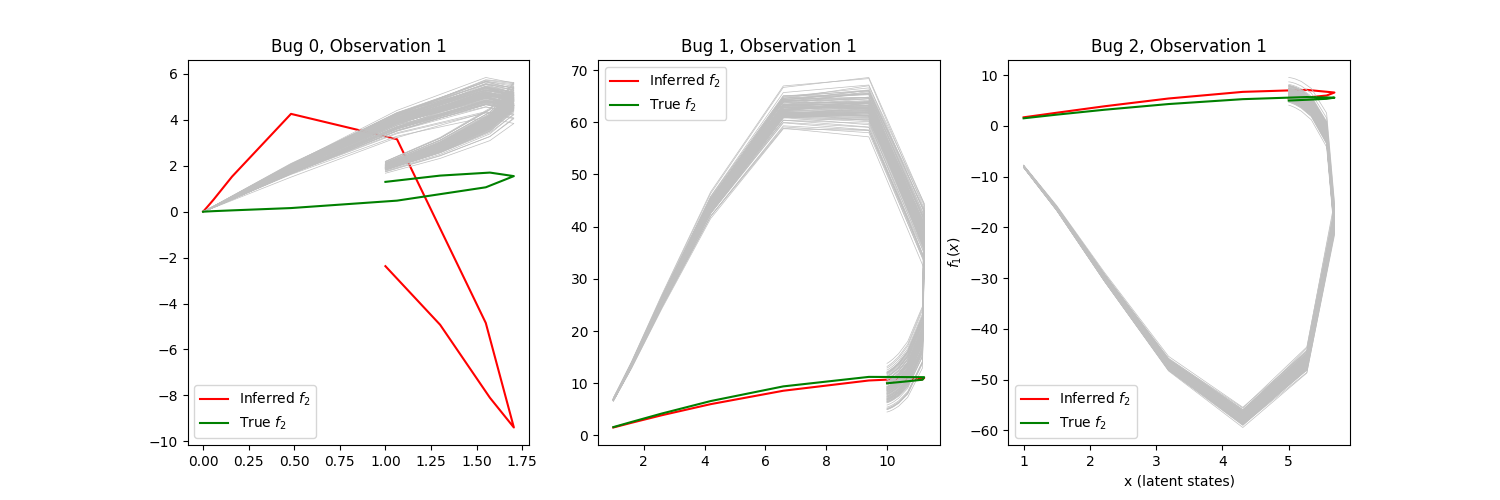 Bug 0, Observation 1
6
4
2
0
−2
−4
−6
−8
−10
0.00 0.25 0.50 0.75 1.00 1.25 1.50 1.75
Inferred f₂
True f₂
Bug 1, Observation 1
70
60
50
40
30
20
10
0
2 4 6 8 10
Inferred f₂
True f₂
Bug 2, Observation 1
f₁(x)
10
0
−10
−20
−30
−40
−50
−60
1 2 3 4 5
x (latent states)
Inferred f₂
True f₂